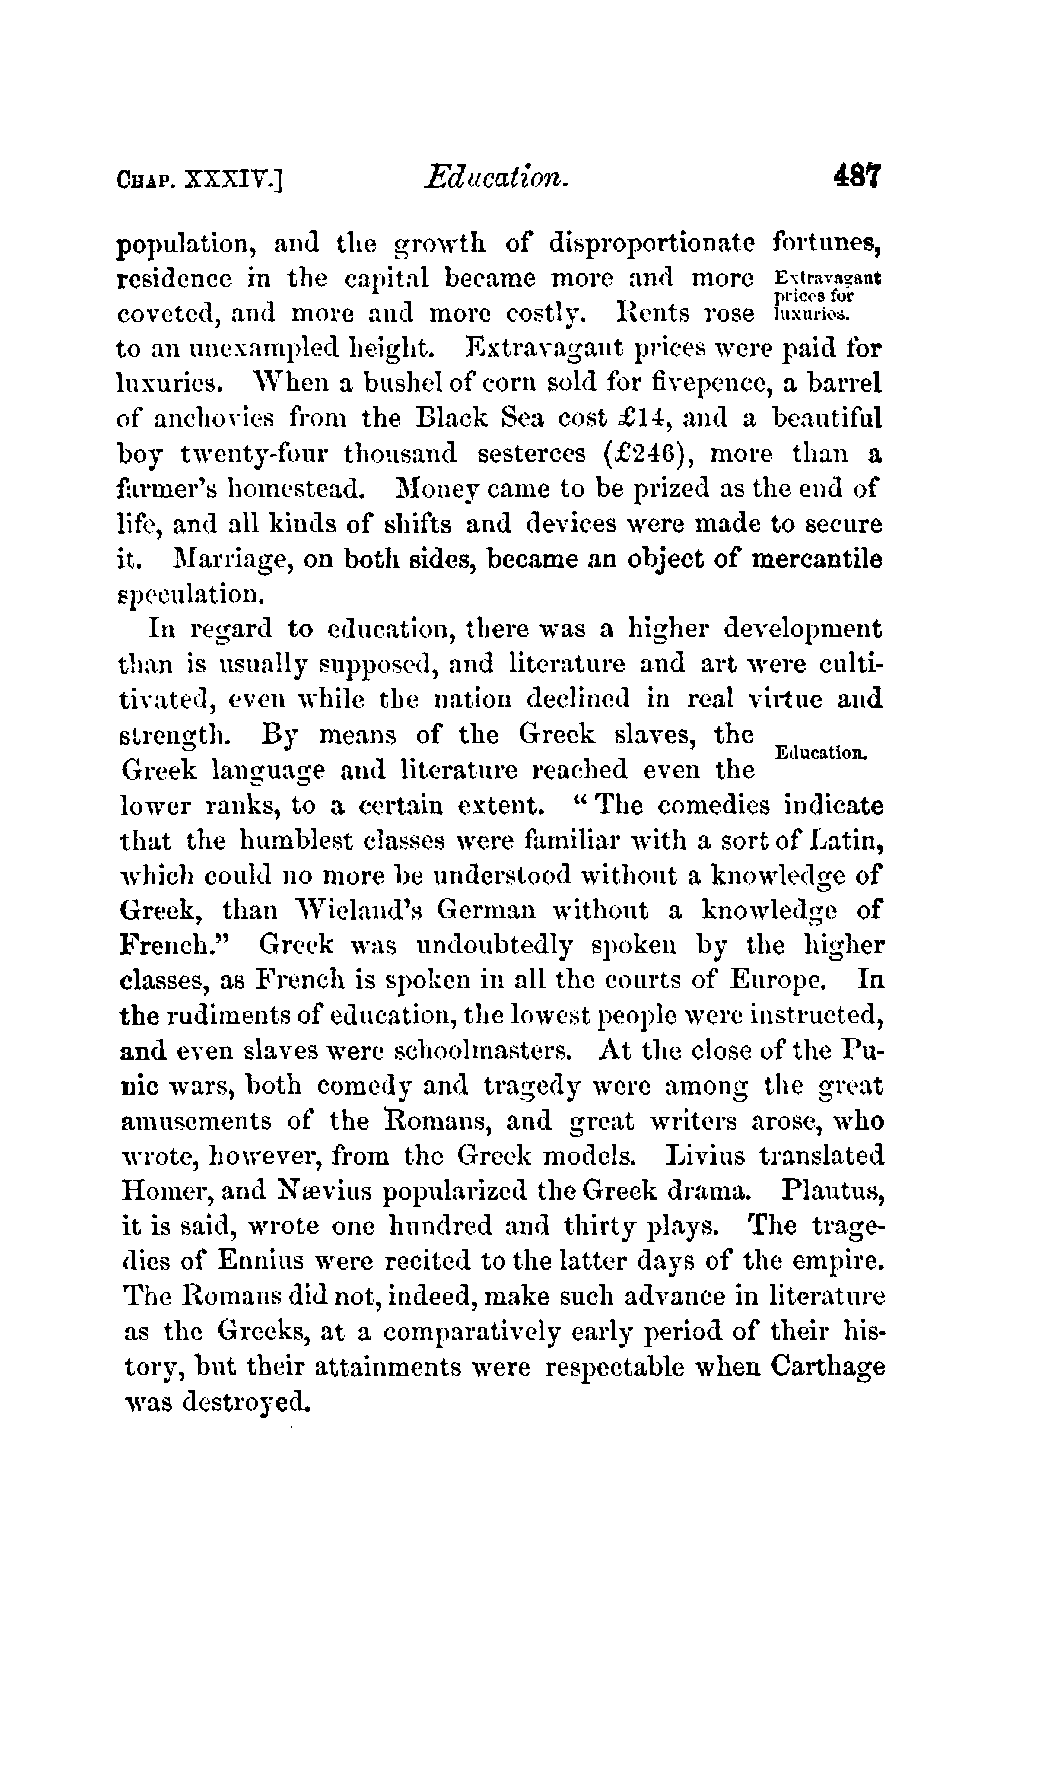 CHAP. XXXIV.] Education. 487
population, and the growth of disproportionate fortunes,
residence in the capital became more and more
Extravagant
prices for
luxuries.
coveted, and more and more costly. Rents rose
to an unexampled height. Extravagant prices were paid for
luxuries. When a bushel of corn sold for fivepence, a barrel
of anchovies from the Black Sea cost £14, and a beautiful
boy twenty-four thousand sesterces (£246), more than a
farmer's homestead. Money came to be prized as the end of
life, and all kinds of shifts and devices were made to secure
it. Marriage, on both sides, became an object of mercantile
speculation.
In regard to education, there was a higher development
than is usually supposed, and literature and art were culti-
tivated, even while the nation declined in real virtue and
strength. By means of the Greek slaves, the
Education.
Greek language and literature reached even the
lower ranks, to a certain extent. "The comedies indicate
that the humblest classes were familiar with a sort of Latin,
which could no more be understood without a knowledge of
Greek, than Wieland's German without a knowledge of
French." Greek was undoubtedly spoken by the higher
classes, as French is spoken in all the courts of Europe. In
the rudiments of education, the lowest people were instructed,
and even slaves were schoolmasters. At the close of the Pu-
nic wars, both comedy and tragedy were among the great
amusements of the Romans, and great writers arose, who
wrote, however, from the Greek models. Livius translated
Homer, and Nævius popularized the Greek drama. Plautus,
it is said, wrote one hundred and thirty plays. The trage-
dies of Ennius were recited to the latter days of the empire.
The Romans did not, indeed, make such advance in literature
as the Greeks, at a comparatively early period of their his-
tory, but their attainments were respectable when Carthage
was destroyed.